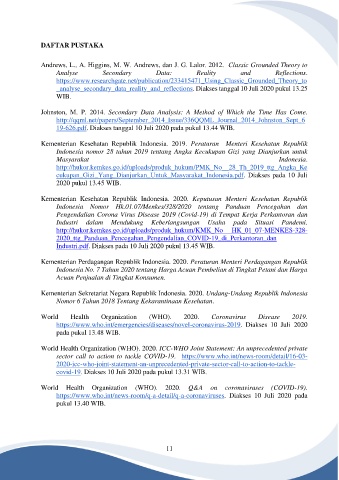 DAFTAR PUSTAKA
Andrews, L., A. Higgins, M. W. Andrews, dan J. G. Lalor. 2012. Classic Grounded Theory to
Analyse Secondary Data: Reality and Reflections.
https://www.researchgate.net/publication/233415471_Using_Classic_Grounded_Theory_to
_analyse_secondary_data_reality_and_reflections. Diakses tanggal 10 Juli 2020 pukul 13.25
WIB.
Johnston, M. P. 2014. Secondary Data Analysis: A Method of Which the Time Has Come.
http://qqml.net/papers/September_2014_Issue/336QQML_Journal_2014_Johnston_Sept_6
19-626.pdf. Diakses tanggal 10 Juli 2020 pada pukul 13.44 WIB.
Kementerian Kesehatan Republik Indonesia. 2019. Peraturan Menteri Kesehatan Republik
Indonesia nomor 28 tahun 2019 tentang Angka Kecukupan Gizi yang Dianjurkan untuk
Masyarakat Indonesia.
http://hukor.kemkes.go.id/uploads/produk_hukum/PMK_No__28_Th_2019_ttg_Angka_Ke
cukupan_Gizi_Yang_Dianjurkan_Untuk_Masyarakat_Indonesia.pdf. Diakses pada 10 Juli
2020 pukul 13.45 WIB.
Kementerian Kesehatan Republik Indonesia. 2020. Keputusan Menteri Kesehatan Republik
Indonesia Nomor HK.01.07/Menkes/328/2020 tentang Panduan Pencegahan dan
Pengendalian Corona Virus Disease 2019 (Covid-19) di Tempat Kerja Perkantoran dan
Industri dalam Mendukung Keberlangsungan Usaha pada Situasi Pandemi.
http://hukor.kemkes.go.id/uploads/produk_hukum/KMK_No__HK_01_07-MENKES-328-
2020_ttg_Panduan_Pencegahan_Pengendalian_COVID-19_di_Perkantoran_dan
Industri.pdf. Diakses pada 10 Juli 2020 pukul 13.45 WIB.
Kementerian Perdagangan Republik Indonesia. 2020. Peraturan Menteri Perdagangan Republik
Indonesia No. 7 Tahun 2020 tentang Harga Acuan Pembelian di Tingkat Petani dan Harga
Acuan Penjualan di Tingkat Konsumen.
Kementerian Sekretariat Negara Republik Indonesia. 2020. Undang-Undang Republik Indonesia
Nomor 6 Tahun 2018 Tentang Kekarantinaan Kesehatan.
World Health Organization (WHO). 2020. Coronavirus Disease 2019.
https://www.who.int/emergencies/diseases/novel-coronavirus-2019. Diakses 10 Juli 2020
pada pukul 13.48 WIB.
World Health Organization (WHO). 2020. ICC-WHO Joint Statement: An unprecedented private
sector call to action to tackle COVID-19. https://www.who.int/news-room/detail/16-03-
2020-icc-who-joint-statement-an-unprecedented-private-sector-call-to-action-to-tackle-
covid-19. Diakses 10 Juli 2020 pada pukul 13.31 WIB.
World Health Organization (WHO). 2020. Q&A on coronaviruses (COVID-19).
https://www.who.int/news-room/q-a-detail/q-a-coronaviruses. Diakses 10 Juli 2020 pada
pukul 13.40 WIB.
11